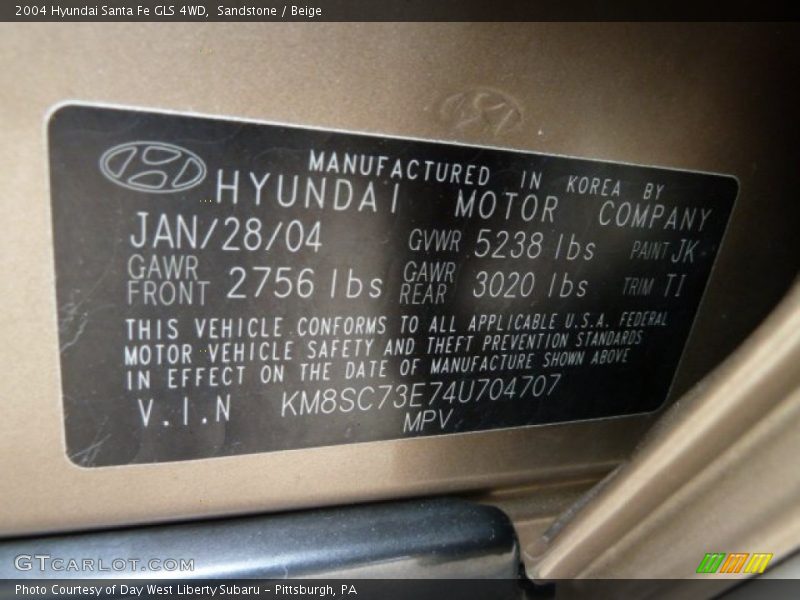 2004 Hyundai Santa Fe GLS 4WD, Sandstone / Beige
MANUFACTURED IN KOREA BY
HYUNDAI MOTOR COMPANY
JAN/28/04 GVWR 5238 lbs PAINT JK
GAWR FRONT 2756 lbs GAWR REAR 3020 lbs TRIM TI
THIS VEHICLE CONFORMS TO ALL APPLICABLE U.S.A. FEDERAL
MOTOR VEHICLE SAFETY AND THEFT PREVENTION STANDARDS
IN EFFECT ON THE DATE OF MANUFACTURE SHOWN ABOVE
V.I.N KM8SC73E74U704707
MPV
GTCARLOT.COM
Photo Courtesy of Day West Liberty Subaru - Pittsburgh, PA